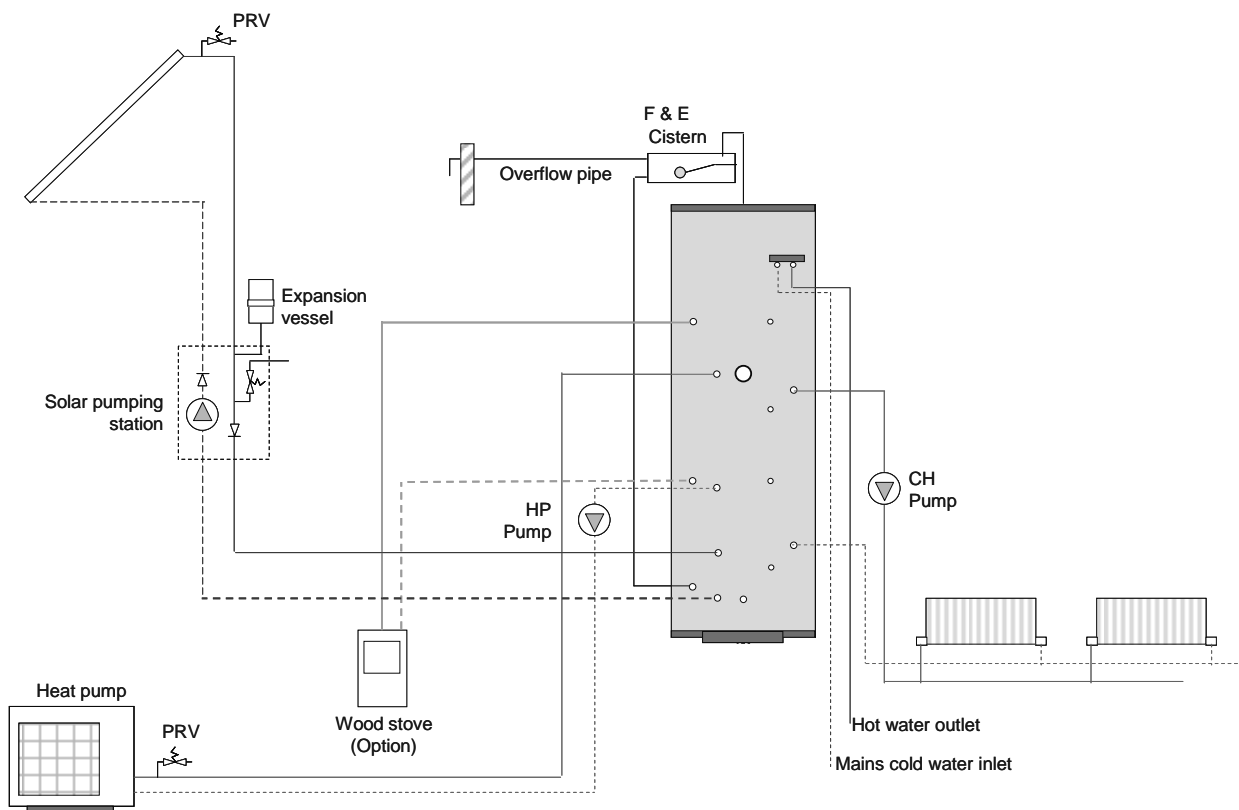 PRV
F & E
Cistern
Overflow pipe
Expansion
vessel
Solar pumping
station
CH
Pump
HP
Pump
Heat pump
PRV
Wood stove
(Option)
Hot water outlet
Mains cold water inlet